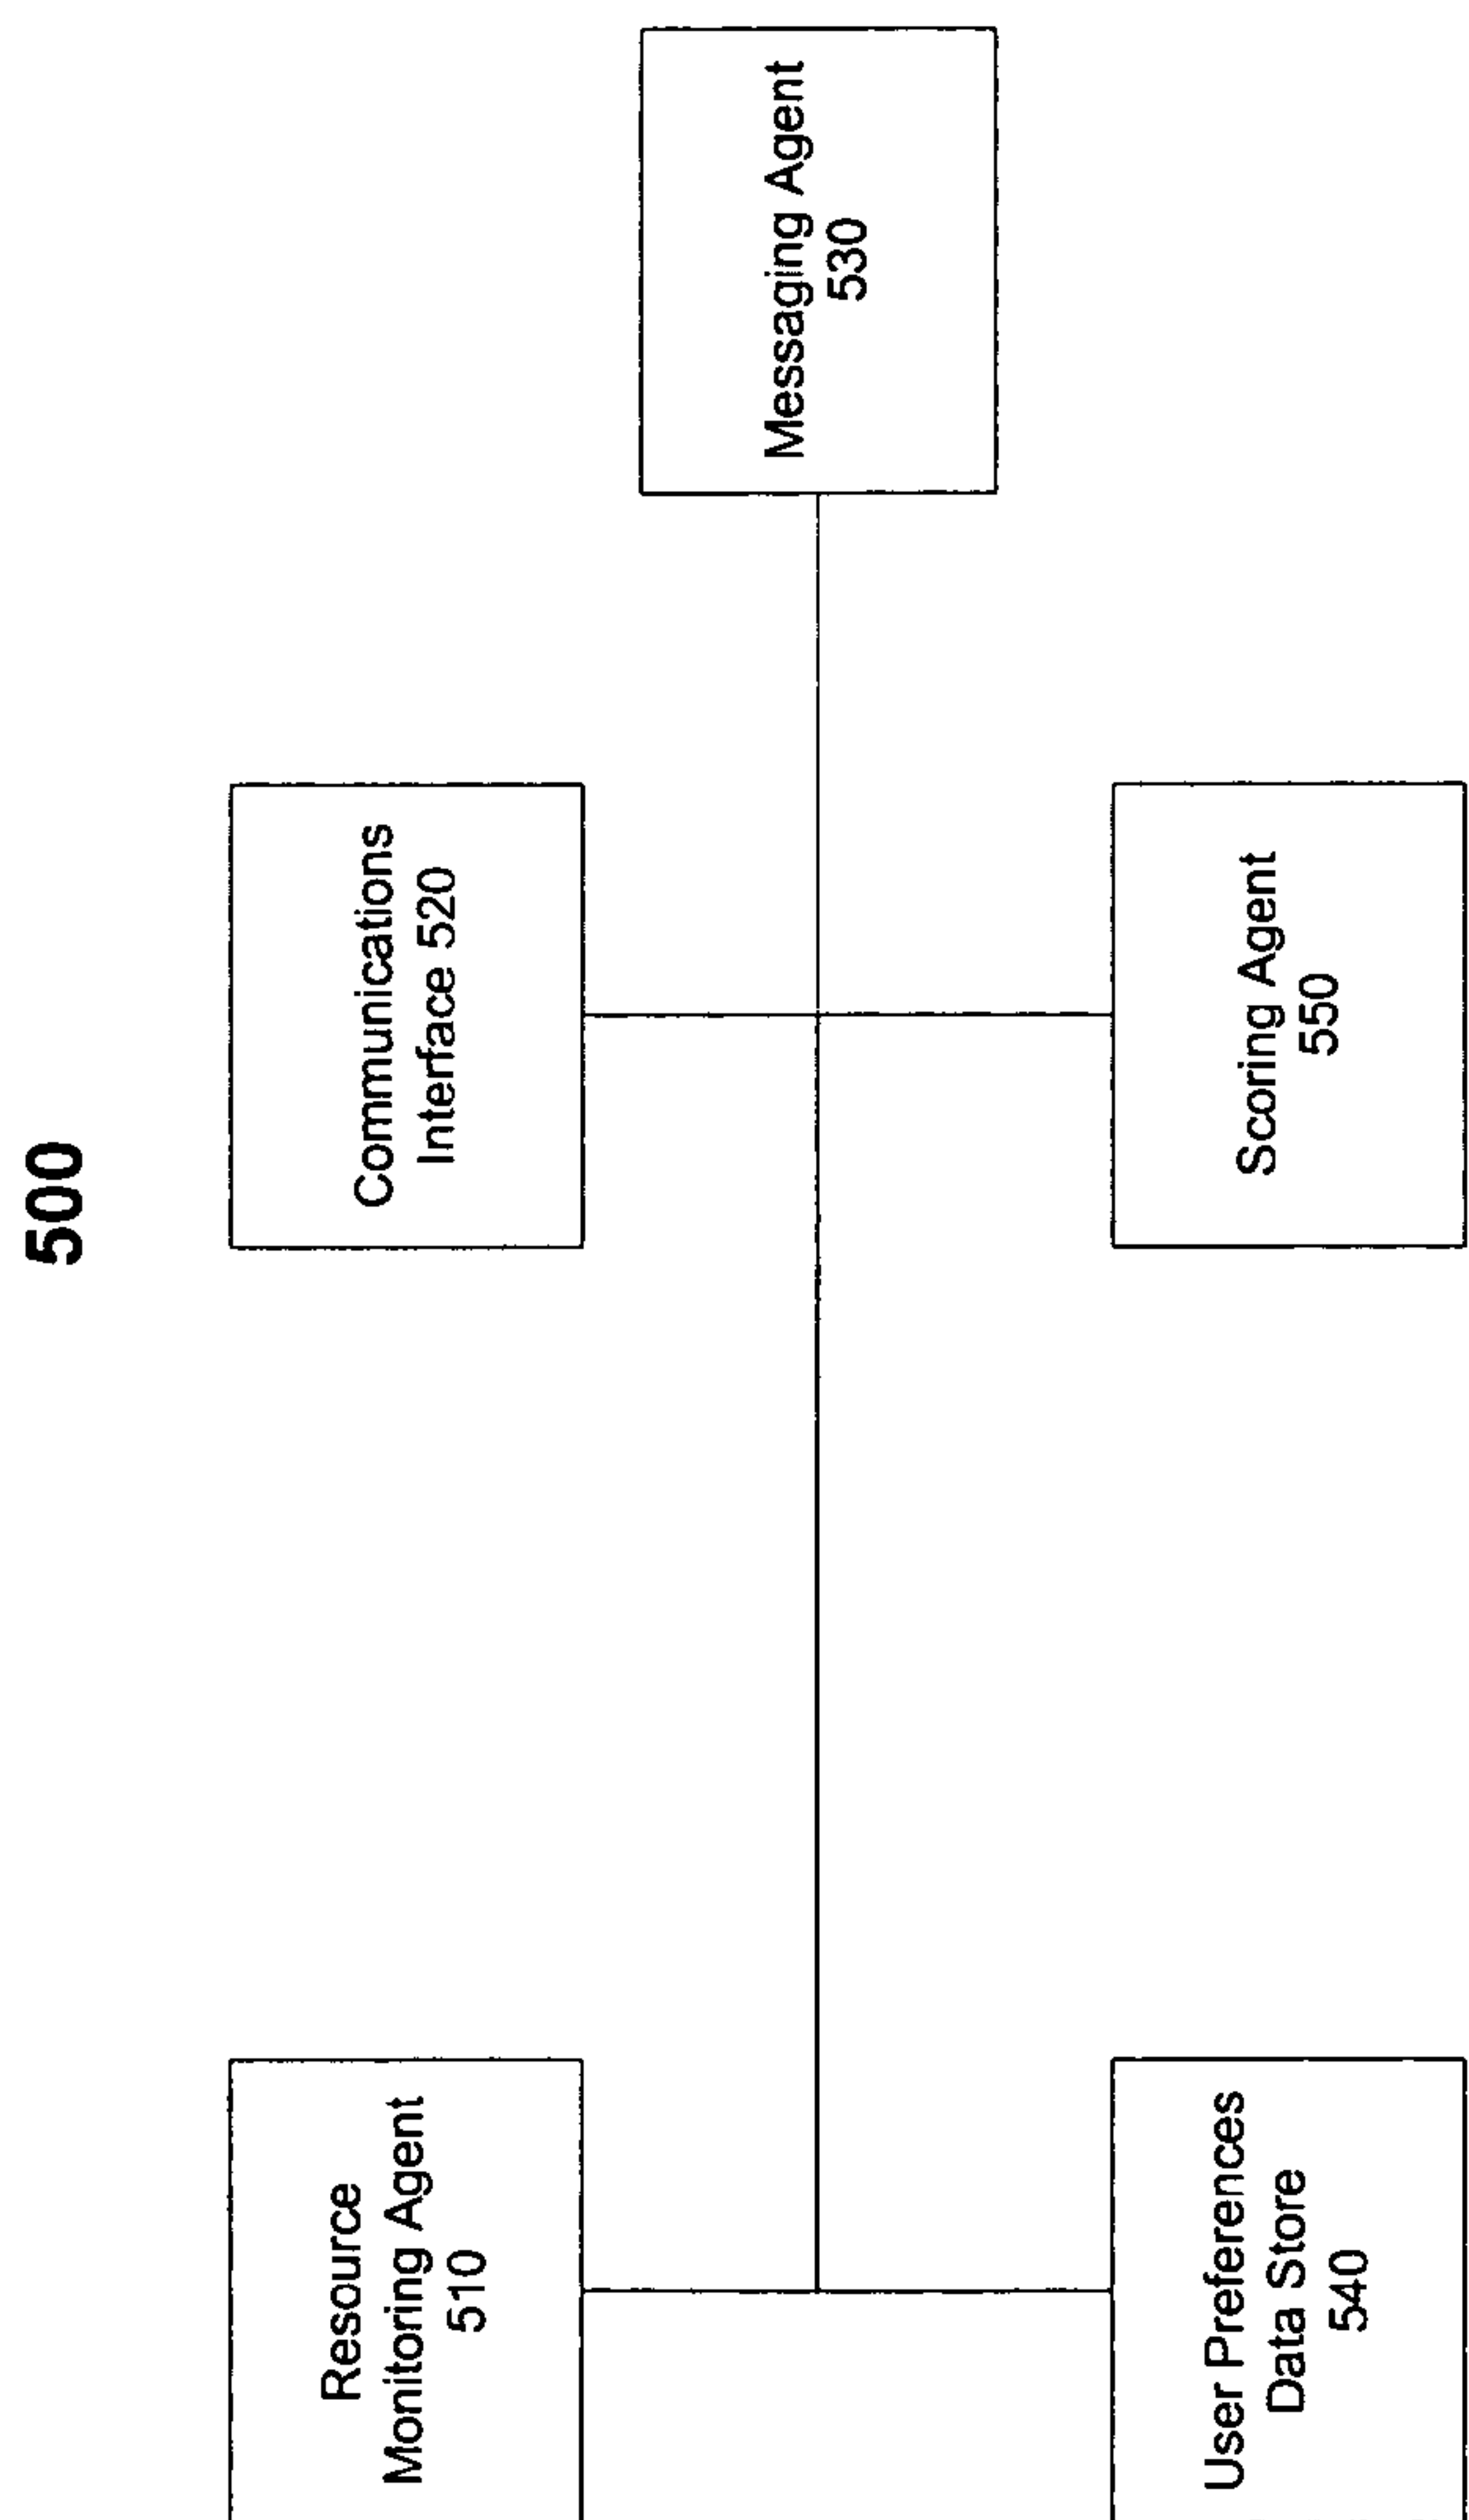 500
Resource
Monitoring Agent
510
Communications
Interface 520
Messaging Agent
530
User Preferences
Data Store
540
Scoring Agent
550